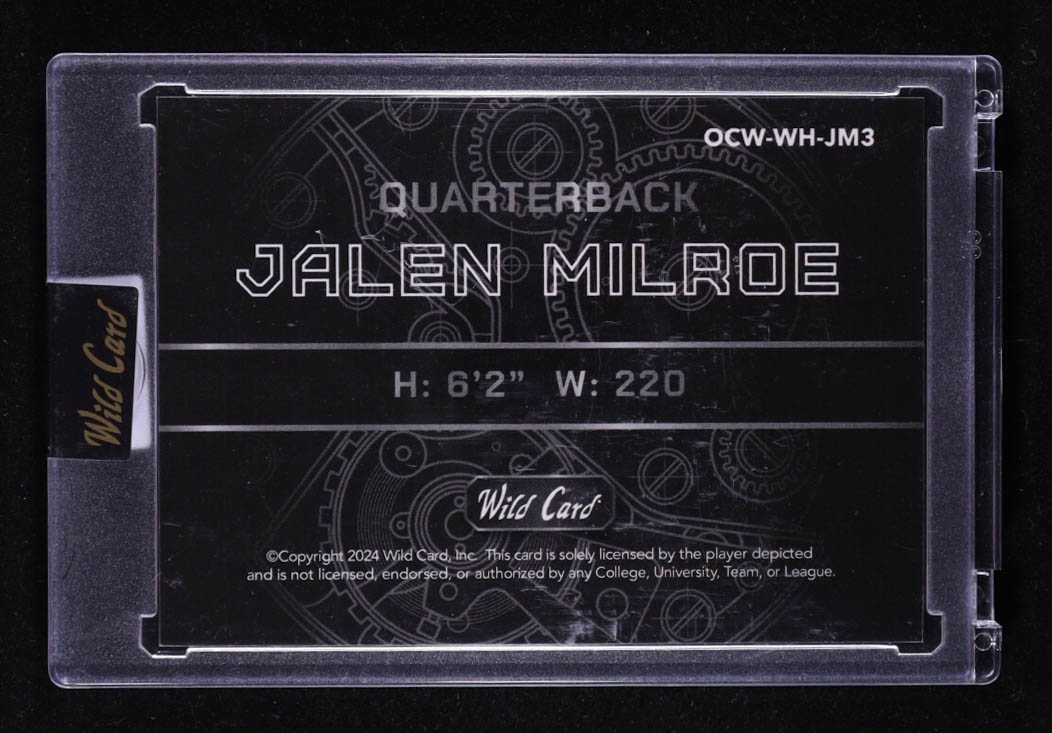 OCW-WH-JM3
QUARTERBACK
JALEN MILROE
H: 6’2” W: 220
Wild Card
Wild Card
©Copyright 2024 Wild Card, Inc. This card is solely licensed by the player depicted
and is not licensed, endorsed, or authorized by any College, University, Team, or League.